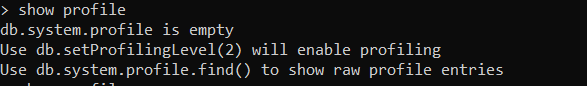 > show profile
db.system.profile is empty
Use db.setProfilingLevel(2) will enable profiling
Use db.system.profile.find() to show raw profile entries